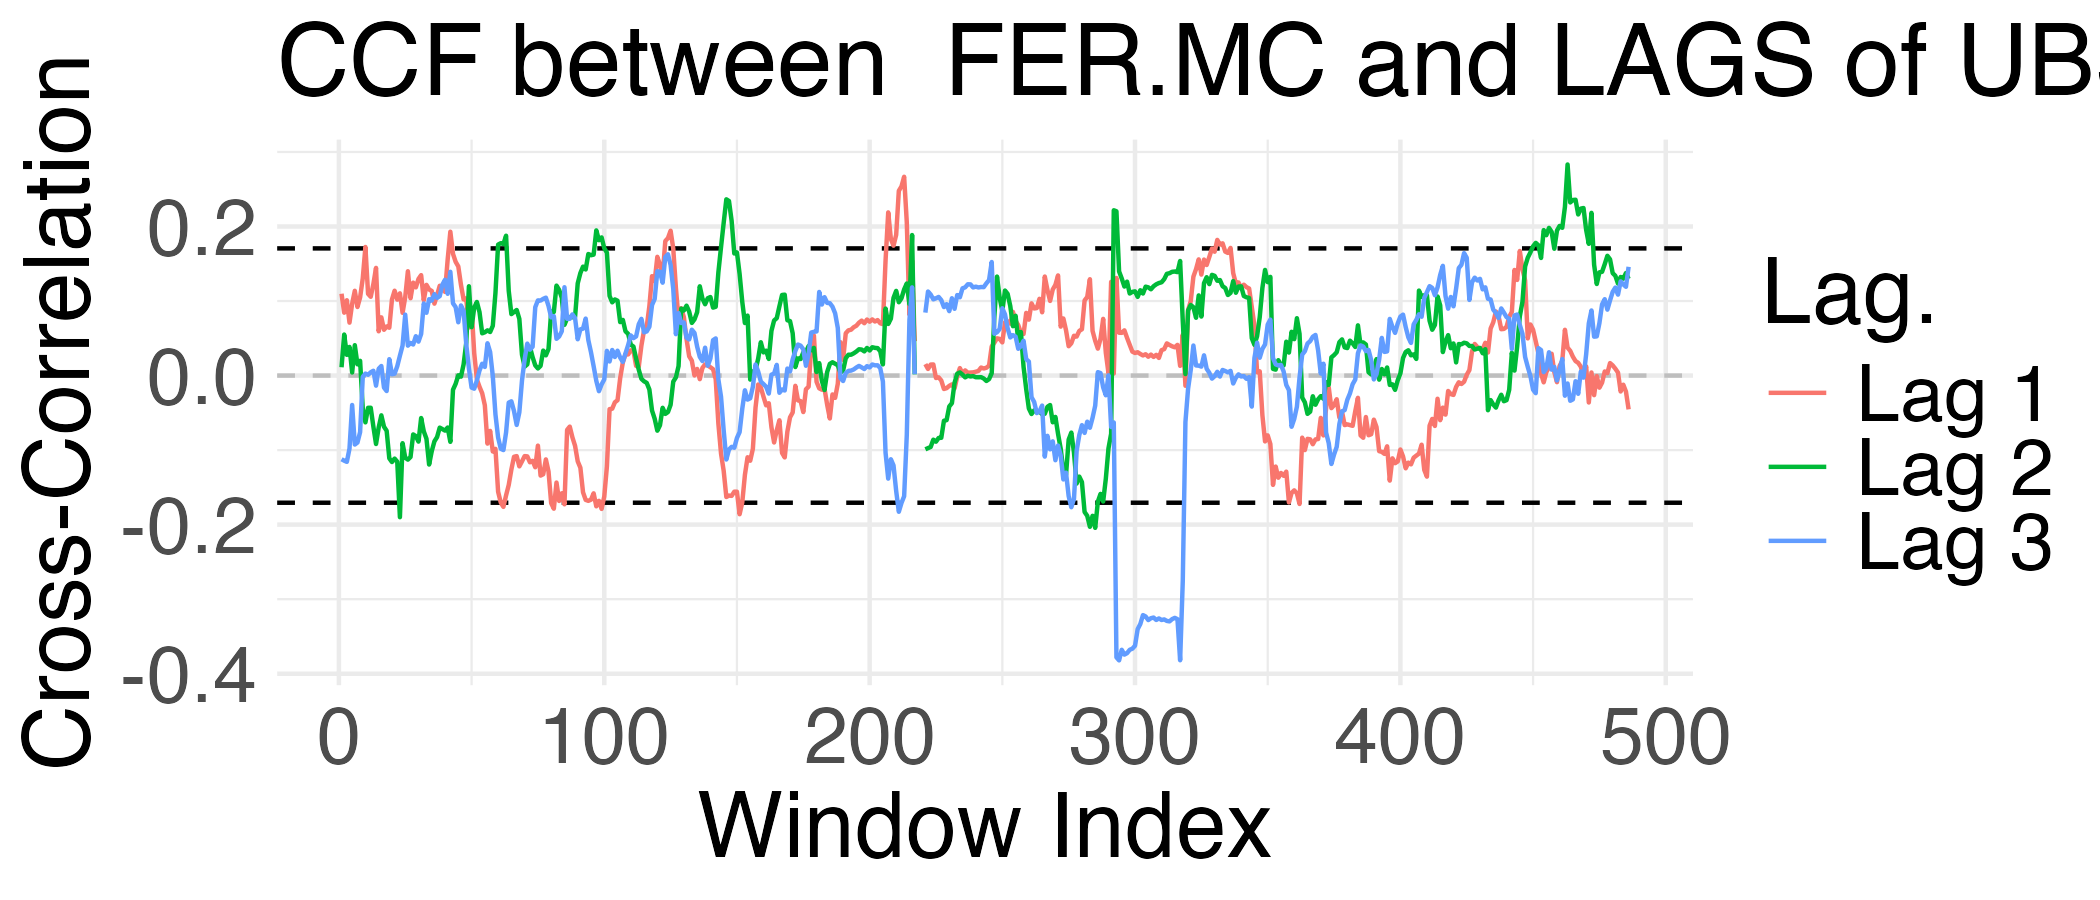 CCF between FER.MC and LAGS of UB
Cross-Correlation
0.2
0.0
-0.2
-0.4
0
100
200
300
400
500
Window Index
Lag.
Lag 1
Lag 2
Lag 3